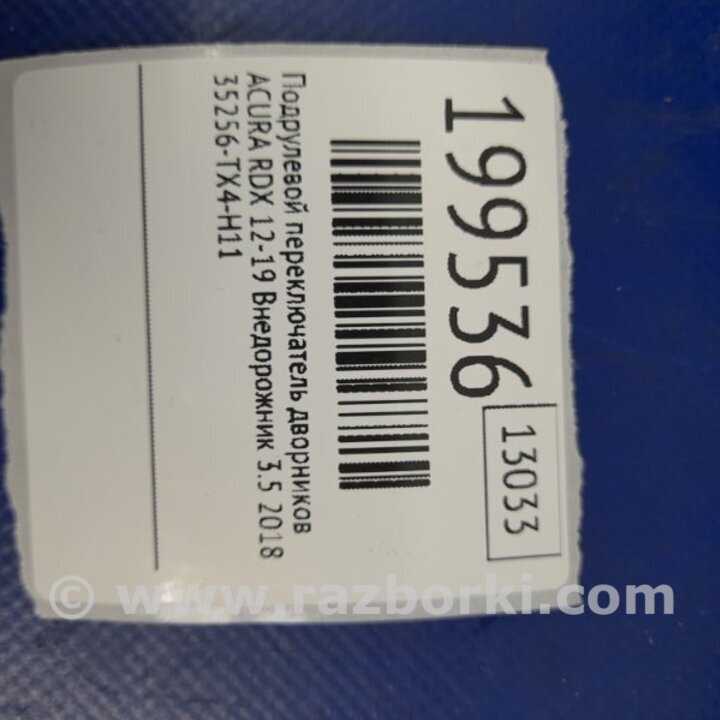 199536
13033
Подрулевой переключатель дворников
ACURA RDX 12-19 Внедорожник 3.5 2018
35256-TX4-H11
© www.razborki.com